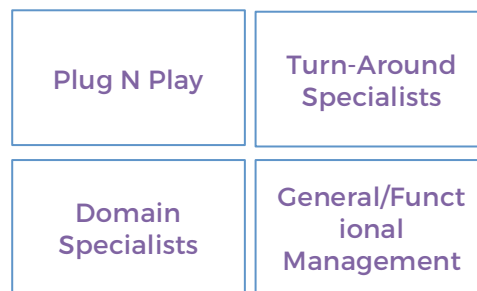 Plug N Play
Turn-Around
Specialists
Domain
Specialists
General/Funct
ional
Management